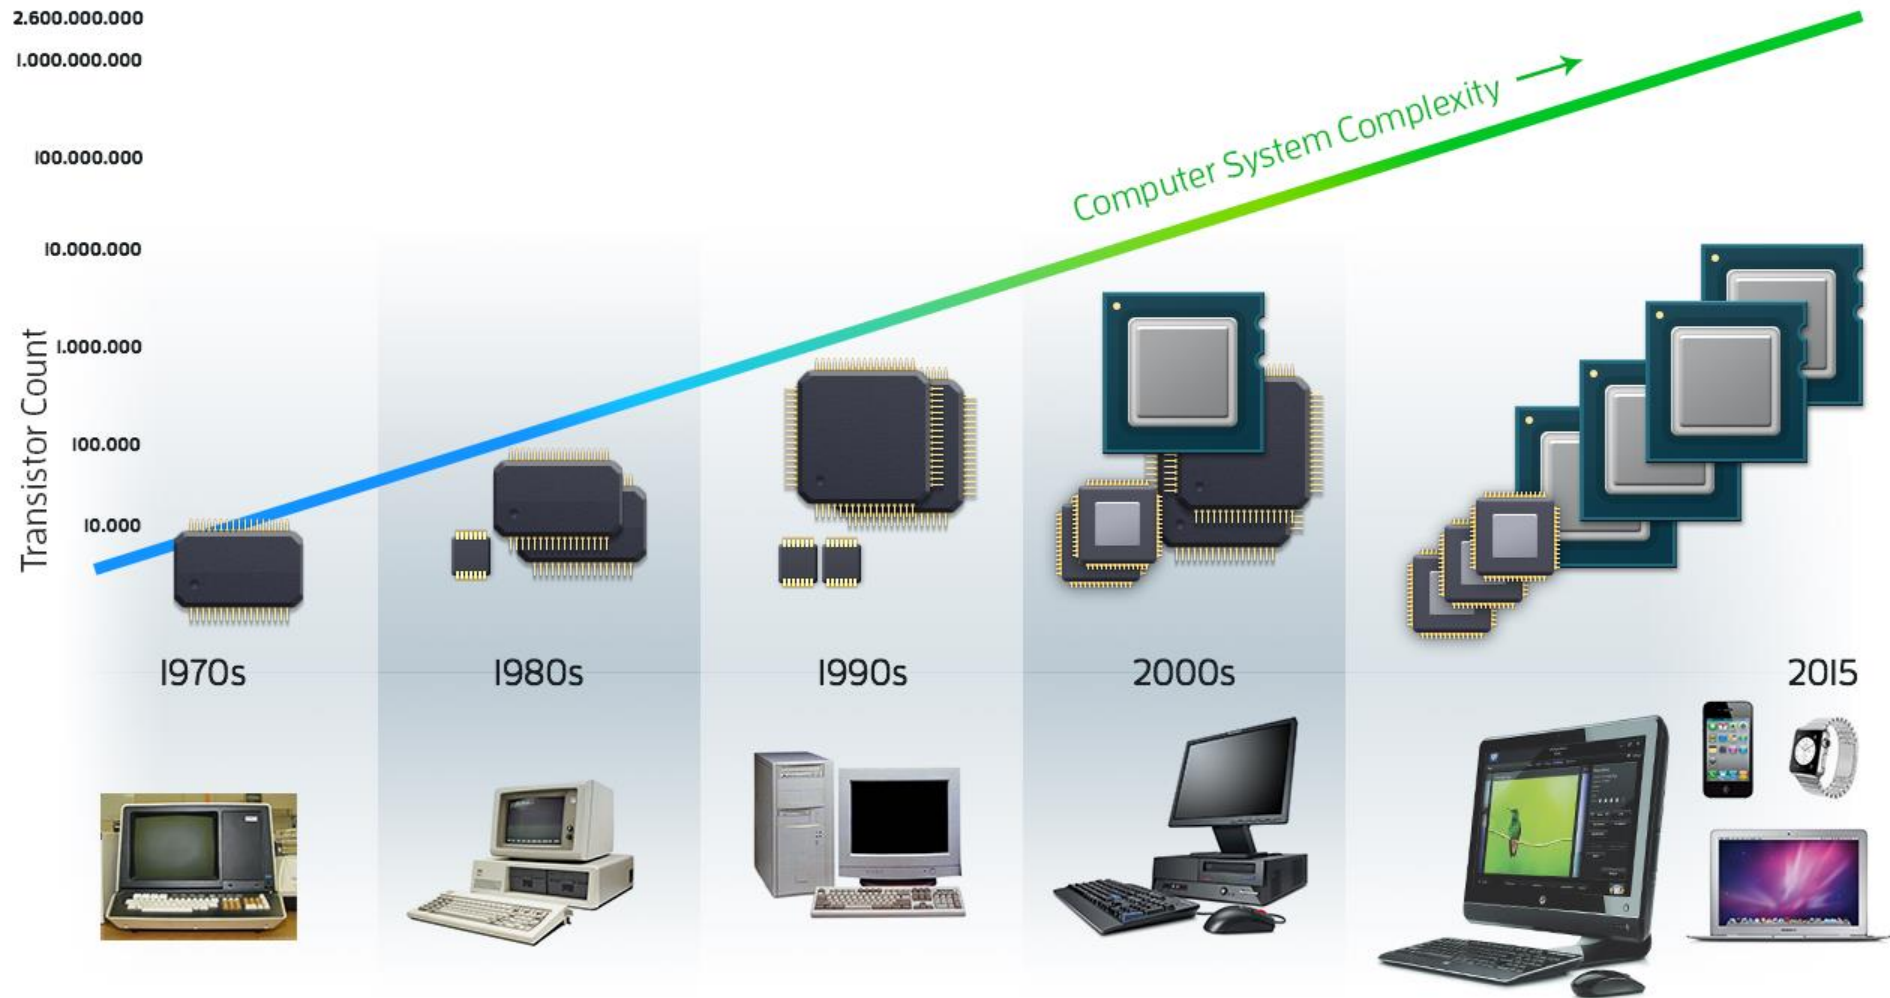 2.600.000.000
1.000.000.000
100.000.000
10.000.000
1.000.000
100.000
10.000
Transistor Count
Computer System Complexity →
1970s
1980s
1990s
2000s
2015